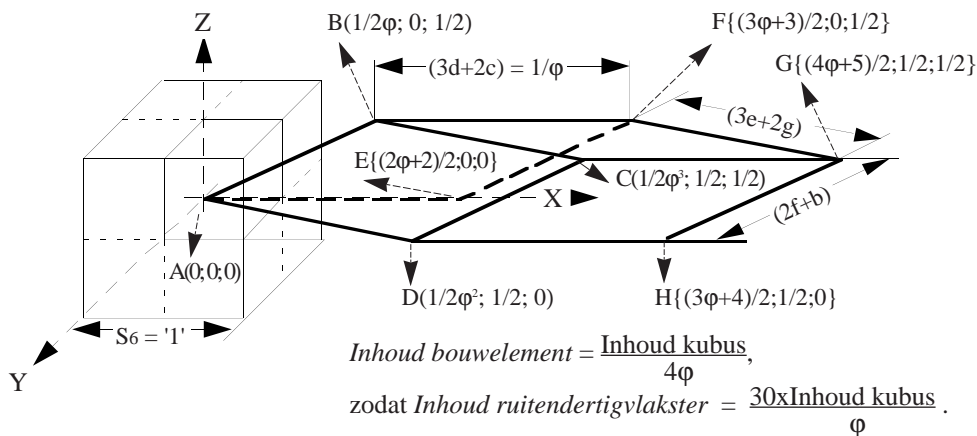 Z
B(1/2φ; 0; 1/2)
F{(3φ+3)/2;0;1/2}
(3d+2c) = 1/φ
G{(4φ+5)/2;1/2;1/2}
(3e+2g)
E{(2φ+2)/2;0;0}
X
C(1/2φ³; 1/2; 1/2)
(2f+b)
A(0;0;0)
D(1/2φ²; 1/2; 0)
H{(3φ+4)/2;1/2;0}
S6 = '1'
Y
Inhoud bouwelement = Inhoud kubus,
4φ
zodat Inhoud ruitendertigvlakster = 30xInhoud kubus .
φ